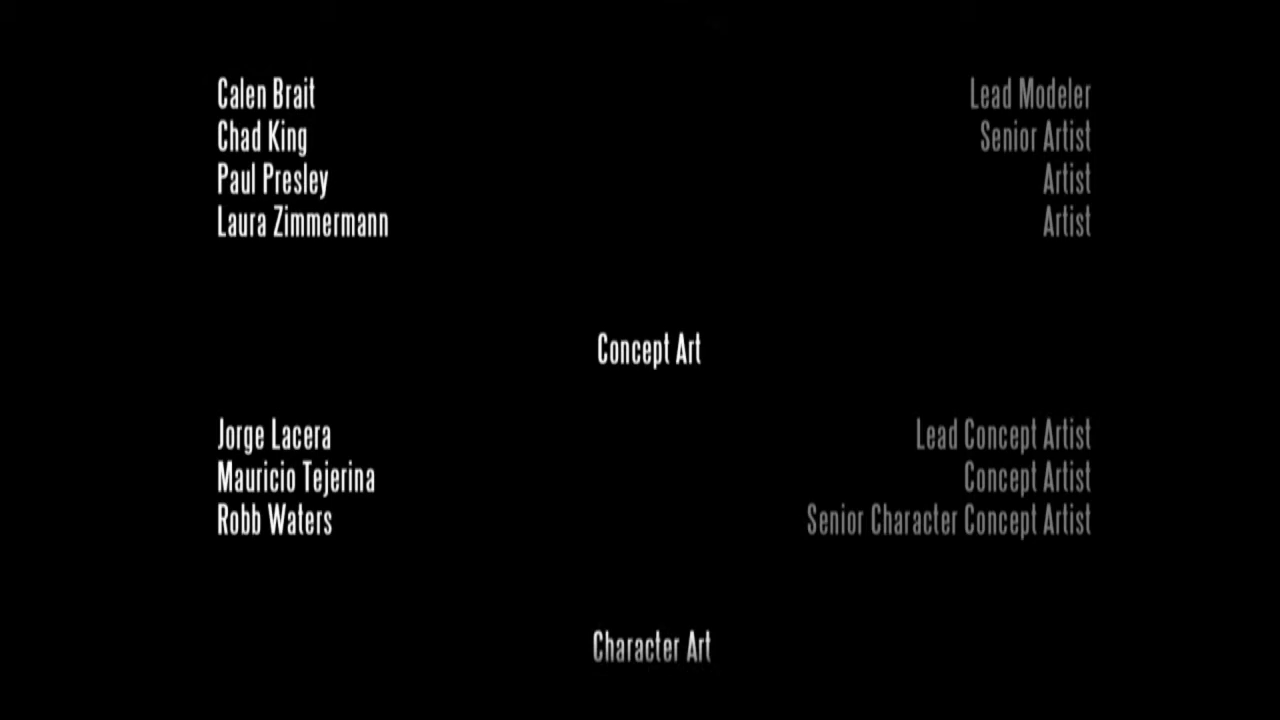 Calen Brait Lead Modeler
Chad King Senior Artist
Paul Presley Artist
Laura Zimmermann Artist
Concept Art
Jorge Lacera Lead Concept Artist
Mauricio Tejerina Concept Artist
Robb Waters Senior Character Concept Artist
Character Art